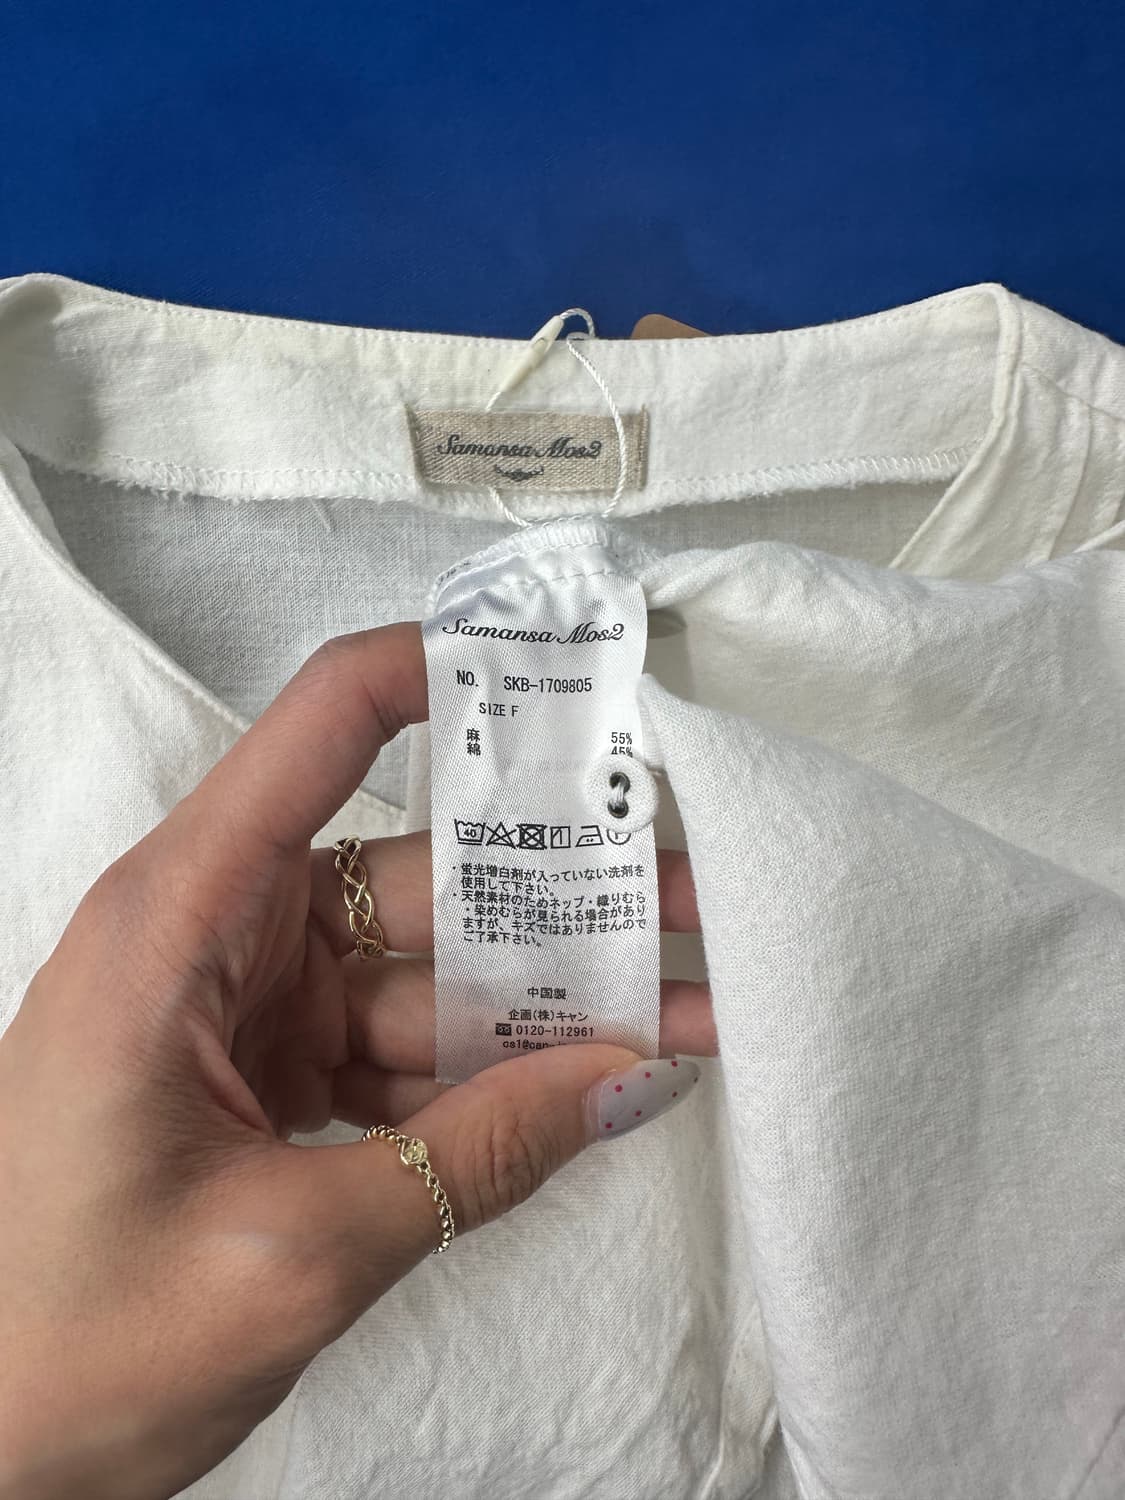 Samansa Mos2
Samansa Mos2
NO. SKB-1709805
SIZE F
麻 55%
綿 45%
40
・蛍光増白剤が入っていない洗剤を
使用して下さい。
・天然素材のためネップ・織りむら
・染めむらが見られる場合があり
ますが、キズではありませんので
ご了承下さい。
中国製
企画(株)キャン
0120-112961